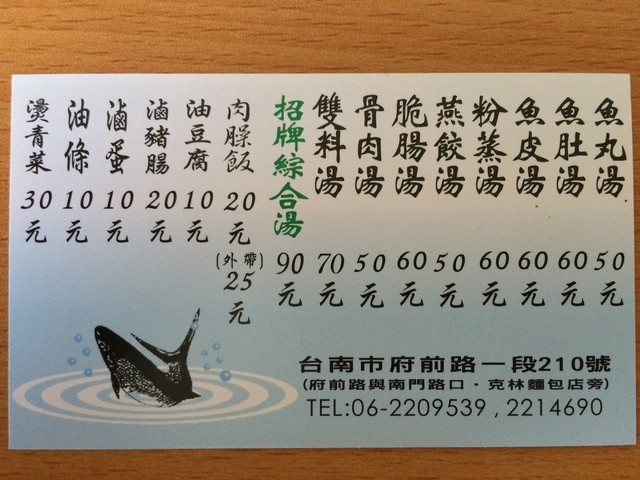 魚丸湯 50元
魚肚湯 60元
魚皮湯 60元
粉蒸湯 60元
燕餃湯 50元
脆腸湯 60元
骨肉湯 50元
雙料湯 70元
招牌綜合湯 90元
肉臊飯 20元
(外帶) 25元
油豆腐 10元
滷豬腸 20元
滷蛋 10元
油條 10元
燙青菜 30元
台南市府前路一段210號
(府前路與南門路口·克林麵包店旁)
TEL:06-2209539 , 2214690